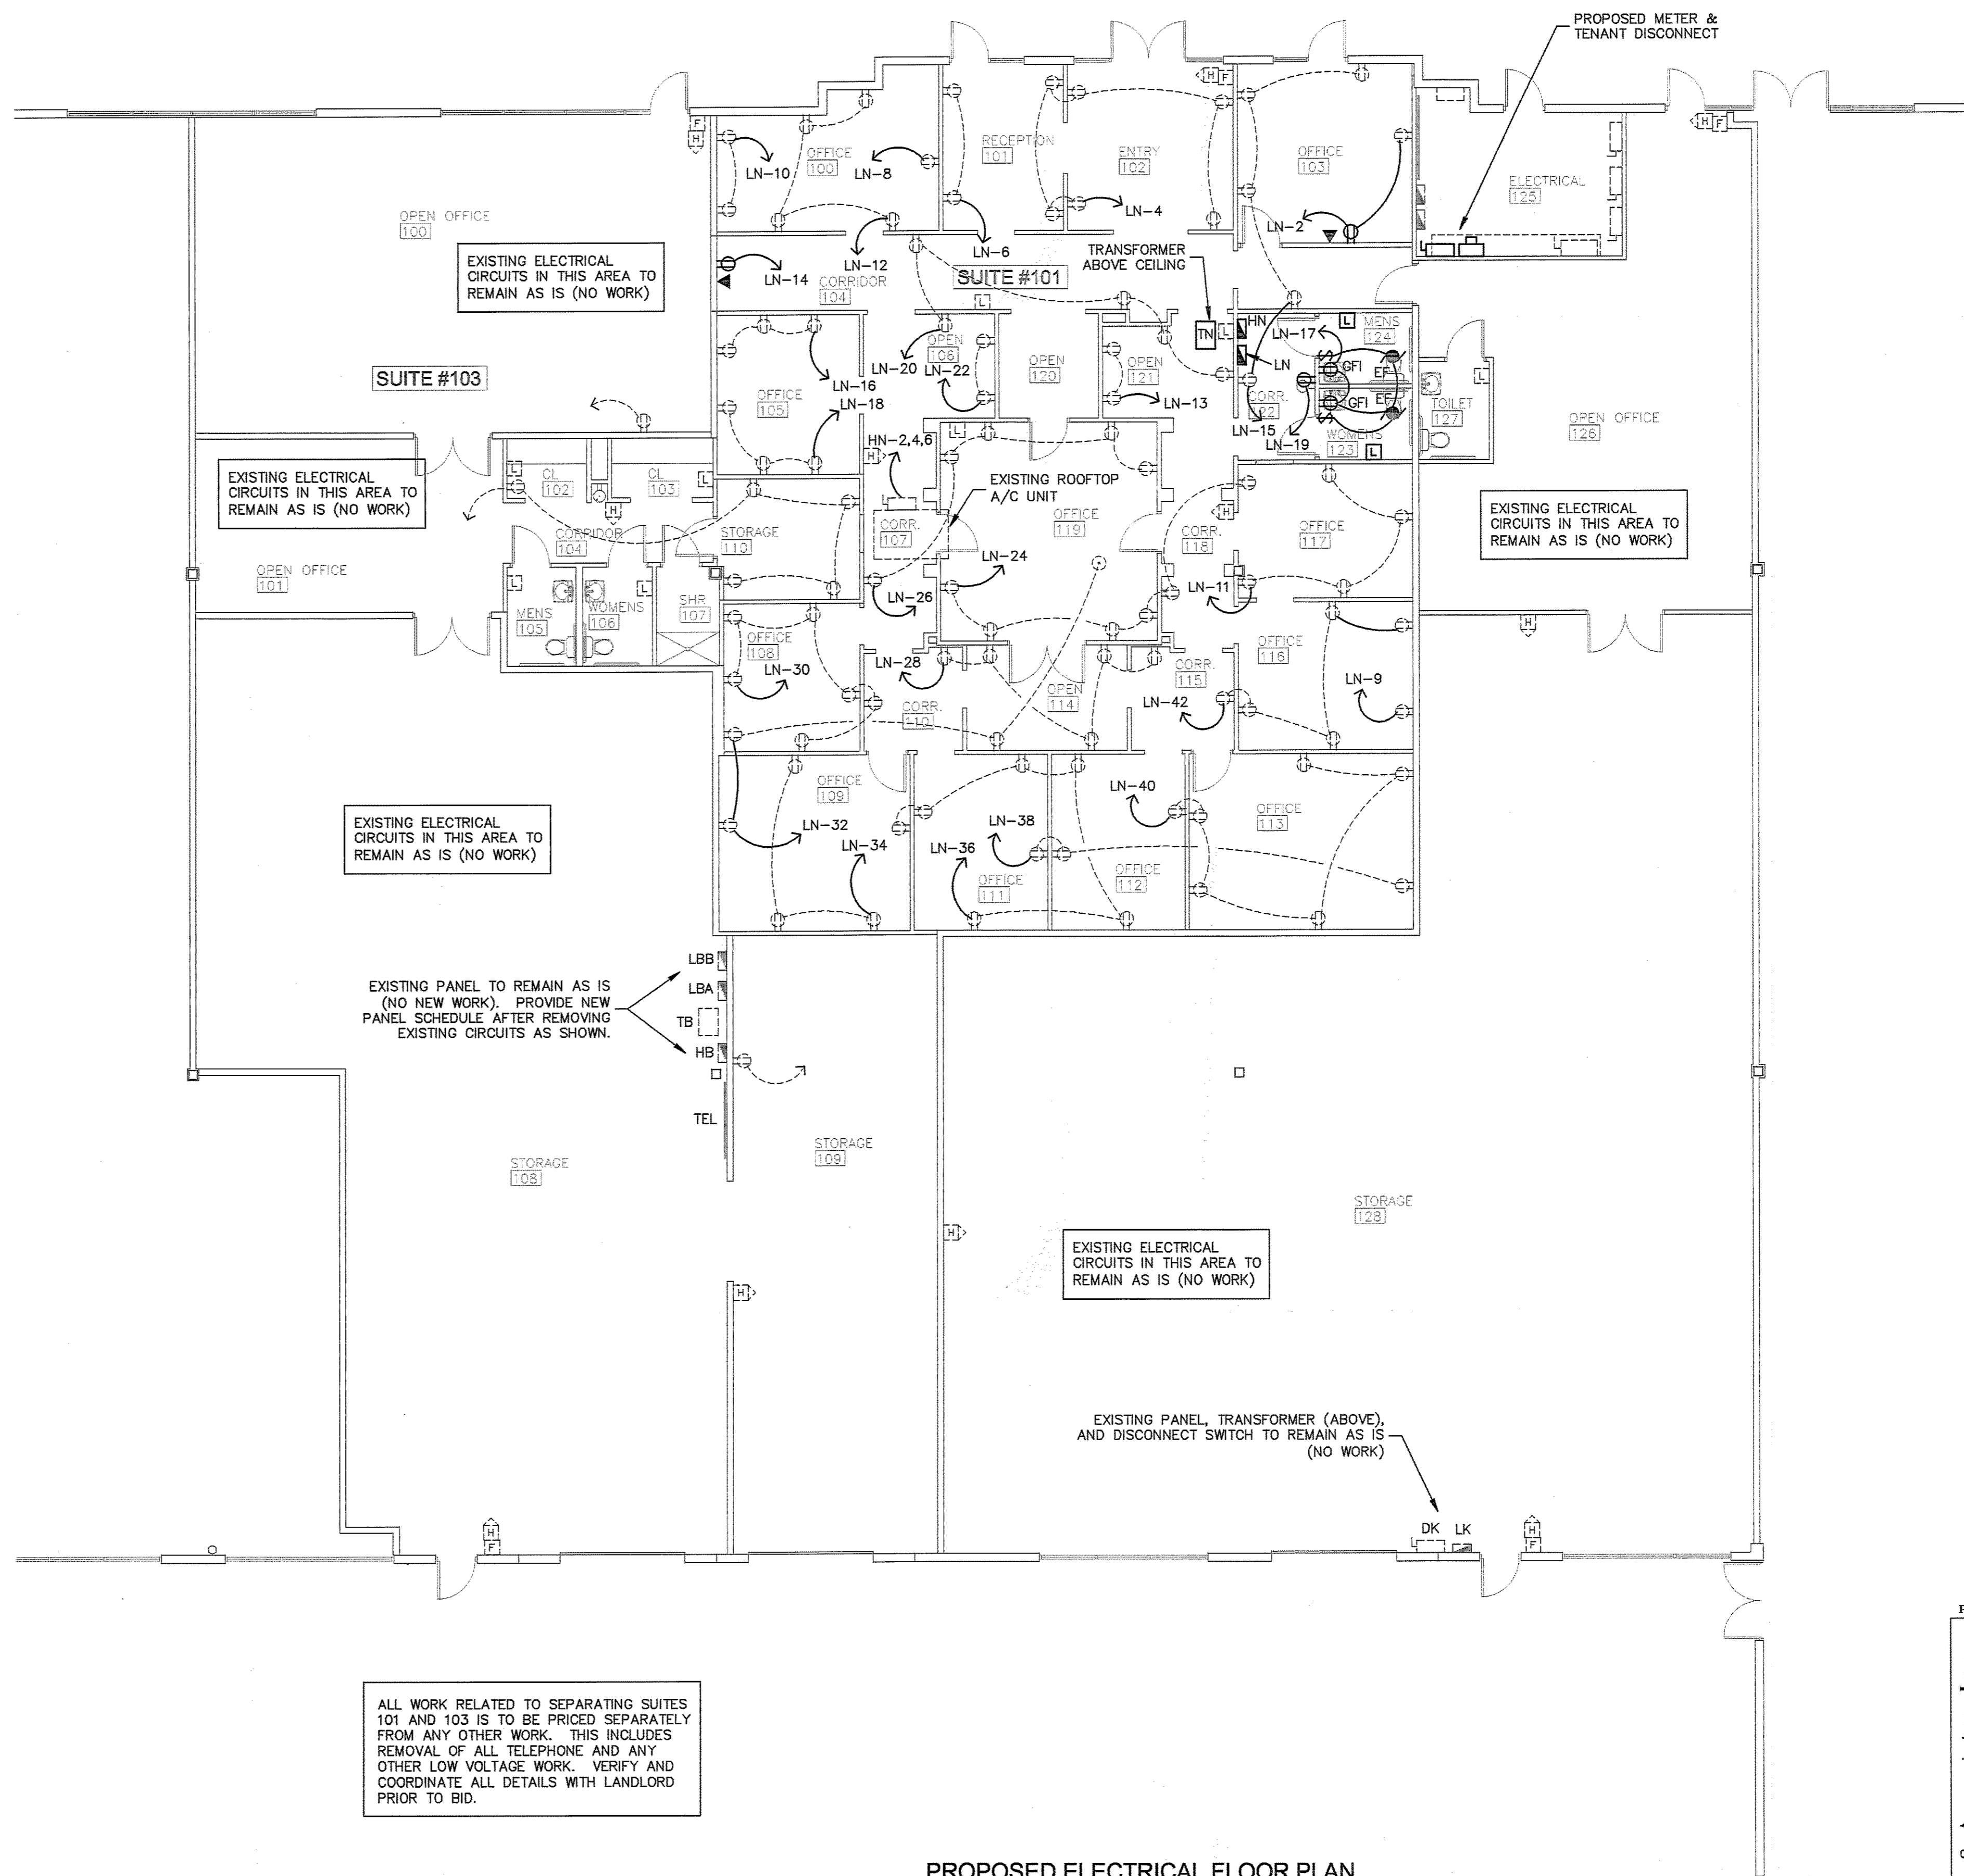 PROPOSED METER &
TENANT DISCONNECT
H F
F
H
H F
LN-10
OFFICE
100
LN-8
RECEPTION
101
ENTRY
102
OFFICE
103
ELECTRICAL
125
LN-4
LN-2
OPEN OFFICE
100
EXISTING ELECTRICAL
CIRCUITS IN THIS AREA TO
REMAIN AS IS (NO WORK)
LN-6
LN-12
LN-14
CORRIDOR
104
SUITE #101
TRANSFORMER
ABOVE CEILING
L
TN
L
HN
LN
LN-17
L
MENS
124
GFI
EF
GFI
EF
SUITE #103
OPEN
106
LN-20
LN-22
OPEN
120
OPEN
121
LN-13
CORR.
122
LN-15
LN-19
WOMENS
123
L
TOILET
127
L
OPEN OFFICE
126
OFFICE
105
LN-16
LN-18
HN-2,4,6
H
L
EXISTING ROOFTOP
A/C UNIT
EXISTING ELECTRICAL
CIRCUITS IN THIS AREA TO
REMAIN AS IS (NO WORK)
L
CL
102
CL
103
L
H
CORRIDOR
104
STORAGE
110
CORR.
107
OFFICE
119
CORR.
118
H
OFFICE
117
EXISTING ELECTRICAL
CIRCUITS IN THIS AREA TO
REMAIN AS IS (NO WORK)
OPEN OFFICE
101
L
MENS
105
L
WOMENS
106
SHR
107
LN-24
LN-26
LN-11
OFFICE
108
LN-30
LN-28
CORR.
110
OPEN
114
CORR.
115
LN-42
OFFICE
116
LN-9
H
EXISTING ELECTRICAL
CIRCUITS IN THIS AREA TO
REMAIN AS IS (NO WORK)
OFFICE
109
LN-32
LN-34
LN-36
LN-38
OFFICE
111
LN-40
OFFICE
112
OFFICE
113
EXISTING PANEL TO REMAIN AS IS
(NO NEW WORK). PROVIDE NEW
PANEL SCHEDULE AFTER REMOVING
EXISTING CIRCUITS AS SHOWN.
LBB
LBA
TB
HB
TEL
STORAGE
108
STORAGE
109
STORAGE
128
H
H
EXISTING ELECTRICAL
CIRCUITS IN THIS AREA TO
REMAIN AS IS (NO WORK)
EXISTING PANEL, TRANSFORMER (ABOVE),
AND DISCONNECT SWITCH TO REMAIN AS IS
(NO WORK)
H
F
DK
LK
H
F
ALL WORK RELATED TO SEPARATING SUITES
101 AND 103 IS TO BE PRICED SEPARATELY
FROM ANY OTHER WORK. THIS INCLUDES
REMOVAL OF ALL TELEPHONE AND ANY
OTHER LOW VOLTAGE WORK. VERIFY AND
COORDINATE ALL DETAILS WITH LANDLORD
PRIOR TO BID.
PROPOSED ELECTRICAL FLOOR PLAN